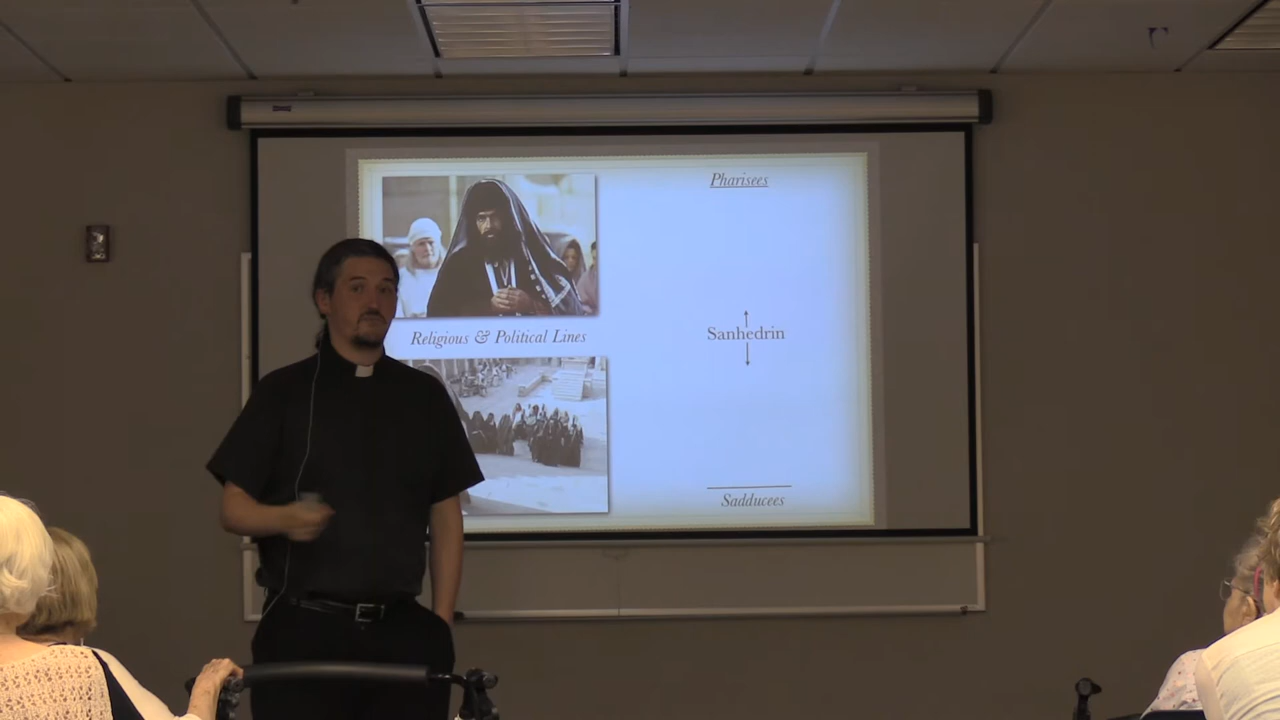 Pharisees
Religious & Political Lines
Sanhedrin
Sadducees